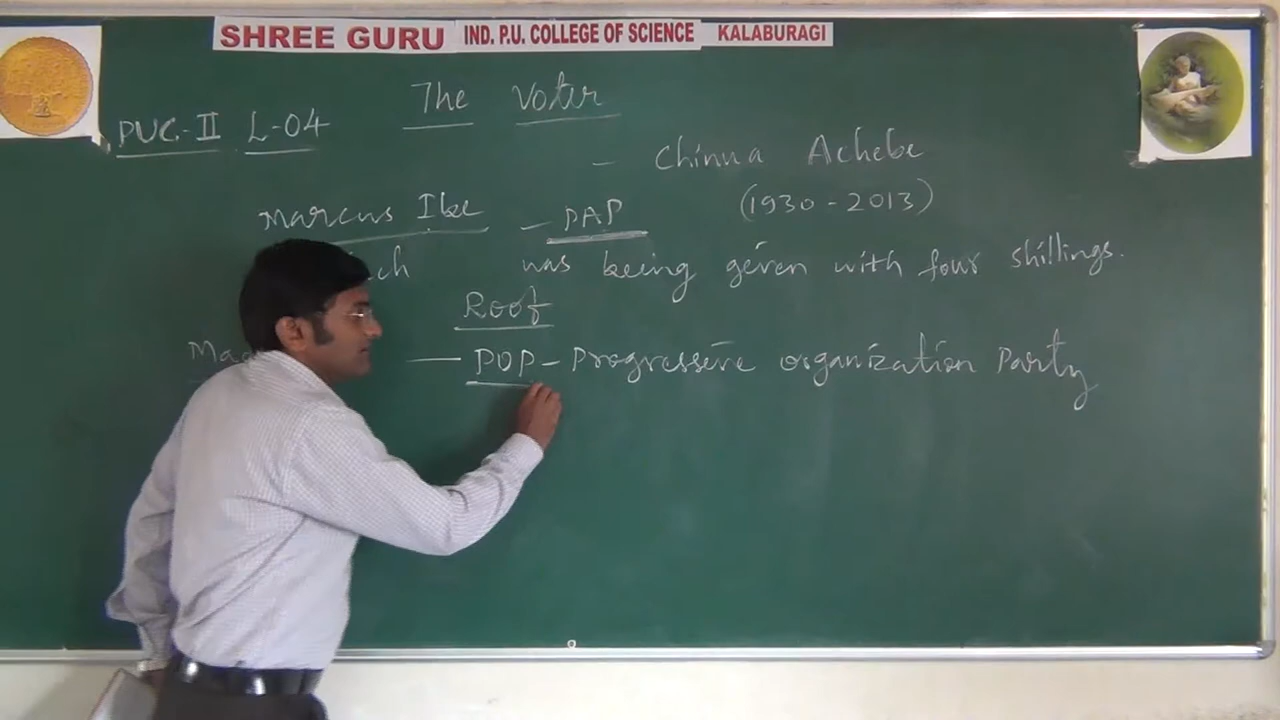 SHREE GURU IND. P.U. COLLEGE OF SCIENCE KALABURAGI
The Voter
PUC-II L-04
- Chinua Achebe
(1930-2013)
Marcus Ibe - PAP
was being given with four shillings.
Roof
POP - Progressive organization Party